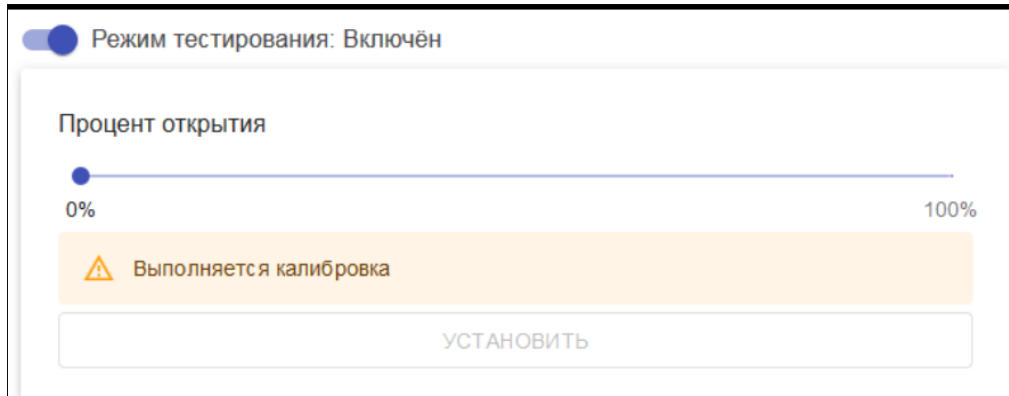 Режим тестирования: Включён
Процент открытия
0% 100%
Выполняется калибровка
УСТАНОВИТЬ